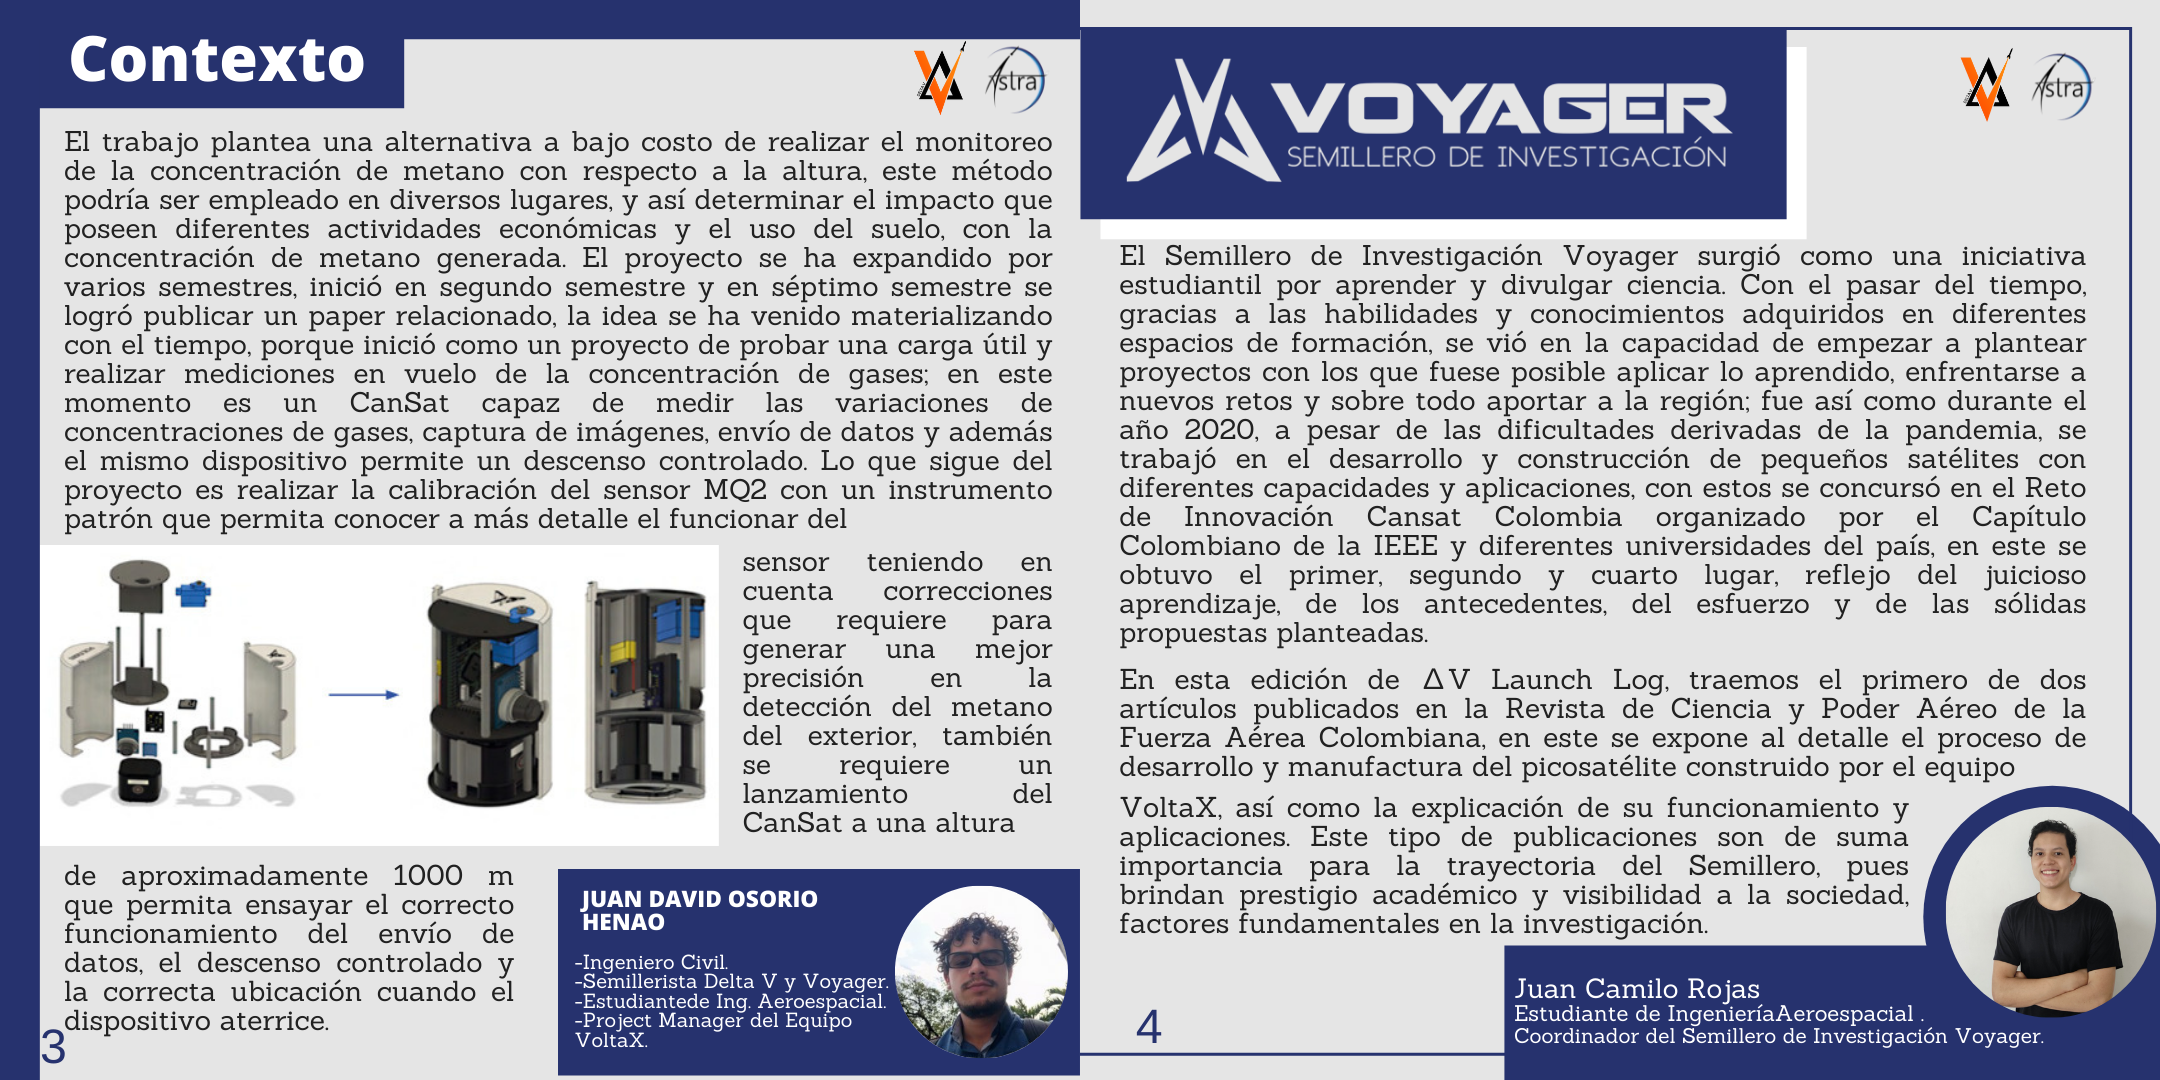 Contexto
Astra
El trabajo plantea una alternativa a bajo costo de realizar el monitoreo
de la concentración de metano con respecto a la altura, este método
podría ser empleado en diversos lugares, y así determinar el impacto que
poseen diferentes actividades económicas y el uso del suelo, con la
concentración de metano generada. El proyecto se ha expandido por
varios semestres, inició en segundo semestre y en séptimo semestre se
logró publicar un paper relacionado, la idea se ha venido materializando
con el tiempo, porque inició como un proyecto de probar una carga útil y
realizar mediciones en vuelo de la concentración de gases; en este
momento es un CanSat capaz de medir las variaciones de
concentraciones de gases, captura de imágenes, envío de datos y además
el mismo dispositivo permite un descenso controlado. Lo que sigue del
proyecto es realizar la calibración del sensor MQ2 con un instrumento
patrón que permita conocer a más detalle el funcionar del
sensor teniendo en
cuenta correcciones
que requiere para
generar una mejor
precisión en la
detección del metano
del exterior, también
se requiere un
lanzamiento del
CanSat a una altura
de aproximadamente 1000 m
que permita ensayar el correcto
funcionamiento del envío de
datos, el descenso controlado y
la correcta ubicación cuando el
dispositivo aterrice.
3
JUAN DAVID OSORIO
HENAO
-Ingeniero Civil.
-Semillerista Delta V y Voyager.
-Estudiantede Ing. Aeroespacial.
-Project Manager del Equipo
VoltaX.
VOYAGER
SEMILLERO DE INVESTIGACIÓN
Astra
El Semillero de Investigación Voyager surgió como una iniciativa
estudiantil por aprender y divulgar ciencia. Con el pasar del tiempo,
gracias a las habilidades y conocimientos adquiridos en diferentes
espacios de formación, se vió en la capacidad de empezar a plantear
proyectos con los que fuese posible aplicar lo aprendido, enfrentarse a
nuevos retos y sobre todo aportar a la región; fue así como durante el
año 2020, a pesar de las dificultades derivadas de la pandemia, se
trabajó en el desarrollo y construcción de pequeños satélites con
diferentes capacidades y aplicaciones, con estos se concursó en el Reto
de Innovación Cansat Colombia organizado por el Capítulo
Colombiano de la IEEE y diferentes universidades del país, en este se
obtuvo el primer, segundo y cuarto lugar, reflejo del juicioso
aprendizaje, de los antecedentes, del esfuerzo y de las sólidas
propuestas planteadas.
En esta edición de ΔV Launch Log, traemos el primero de dos
artículos publicados en la Revista de Ciencia y Poder Aéreo de la
Fuerza Aérea Colombiana, en este se expone al detalle el proceso de
desarrollo y manufactura del picosatélite construido por el equipo
VoltaX, así como la explicación de su funcionamiento y
aplicaciones. Este tipo de publicaciones son de suma
importancia para la trayectoria del Semillero, pues
brindan prestigio académico y visibilidad a la sociedad,
factores fundamentales en la investigación.
4
Juan Camilo Rojas
Estudiante de IngenieríaAeroespacial .
Coordinador del Semillero de Investigación Voyager.